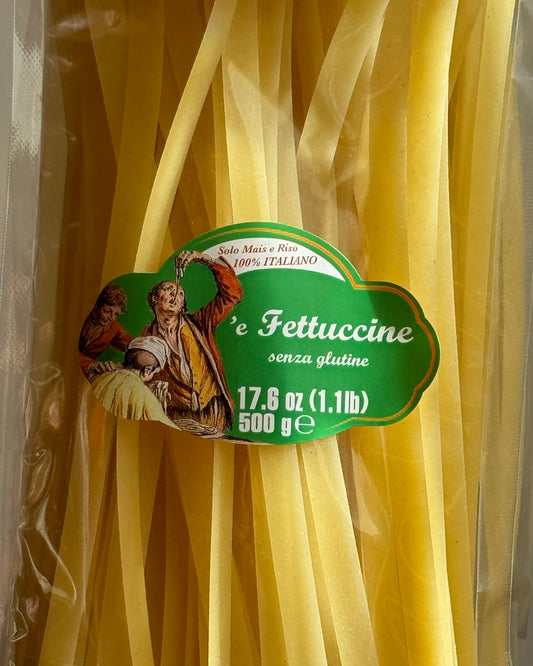 Solo Mais e Riso
100% ITALIANO
'e Fettuccine
senza glutine
17.6 oz (1.1lb)
500 g℮